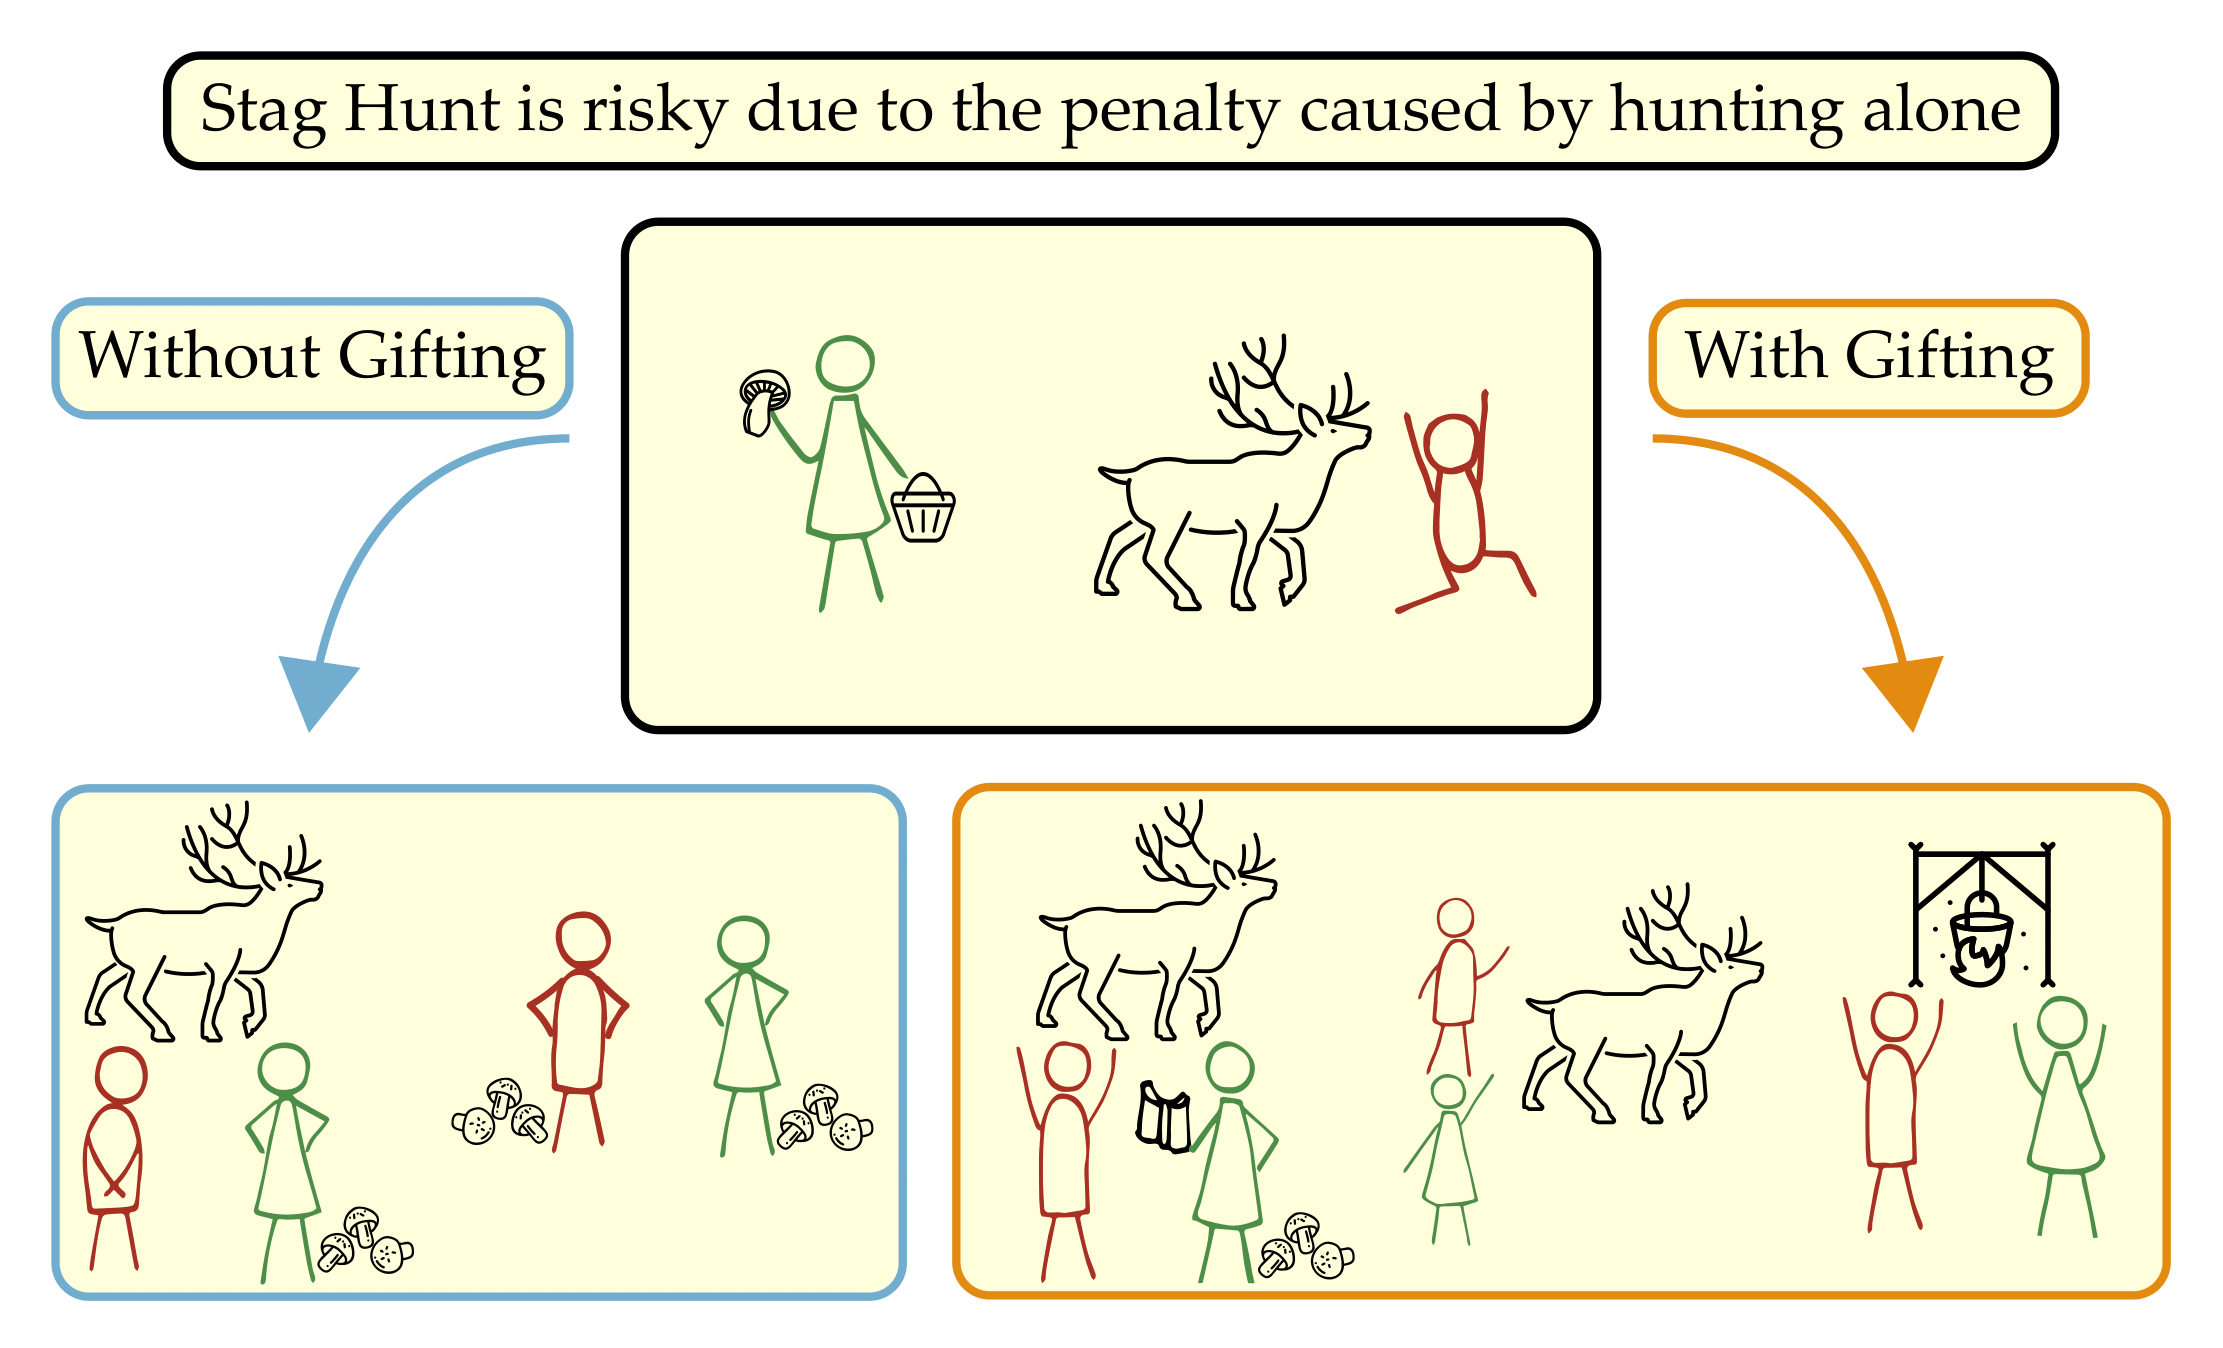 Stag Hunt is risky due to the penalty caused by hunting alone
Without Gifting
With Gifting